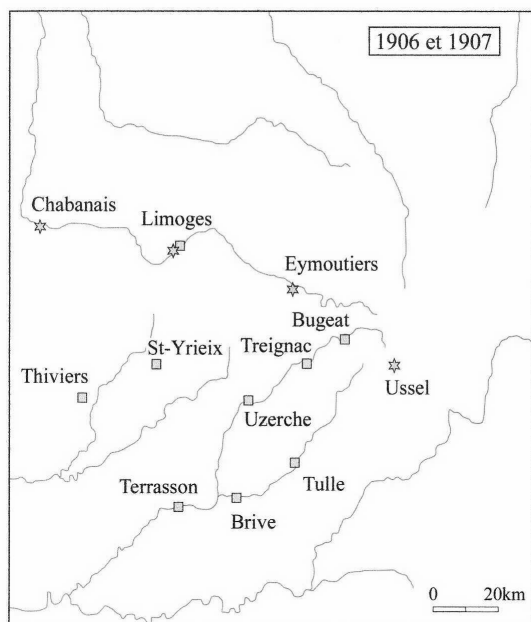 1906 et 1907
Chabanais
Limoges
Eymoutiers
Bugeat
St-Yrieix
Treignac
Thiviers
Ussel
Uzerche
Terrasson
Tulle
Brive
0 20km